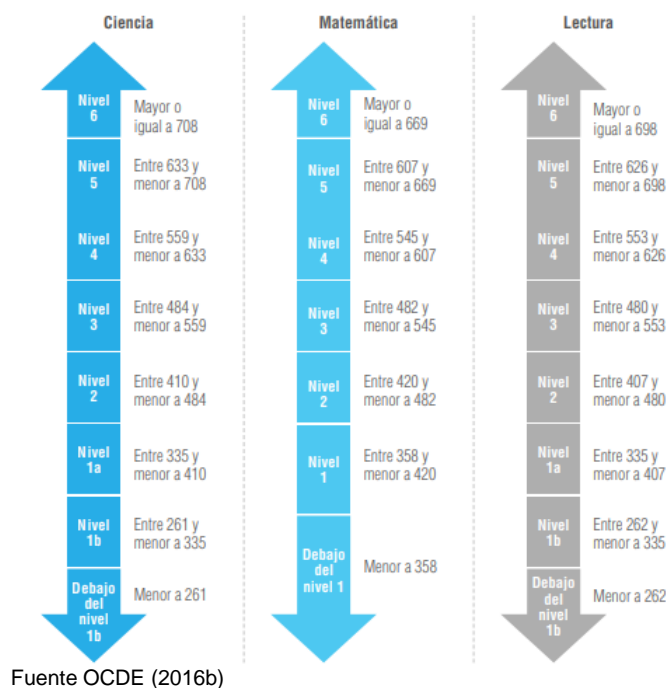 Ciencia
Nivel
6
Mayor o
igual a 708
Nivel
5
Entre 633 y
menor a 708
Nivel
4
Entre 559 y
menor a 633
Nivel
3
Entre 484 y
menor a 559
Nivel
2
Entre 410 y
menor a 484
Nivel
1a
Entre 335 y
menor a 410
Nivel
1b
Entre 261 y
menor a 335
Debajo
del
nivel
1b
Menor a 261
Matemática
Nivel
6
Mayor o
igual a 669
Nivel
5
Entre 607 y
menor a 669
Nivel
4
Entre 545 y
menor a 607
Nivel
3
Entre 482 y
menor a 545
Nivel
2
Entre 420 y
menor a 482
Nivel
1
Entre 358 y
menor a 420
Debajo
del
nivel 1
Menor a 358
Lectura
Nivel
6
Mayor o
igual a 698
Nivel
5
Entre 626 y
menor a 698
Nivel
4
Entre 553 y
menor a 626
Nivel
3
Entre 480 y
menor a 553
Nivel
2
Entre 407 y
menor a 480
Nivel
1a
Entre 335 y
menor a 407
Nivel
1b
Entre 262 y
menor a 335
Debajo
del
nivel
1b
Menor a 262
Fuente OCDE (2016b)